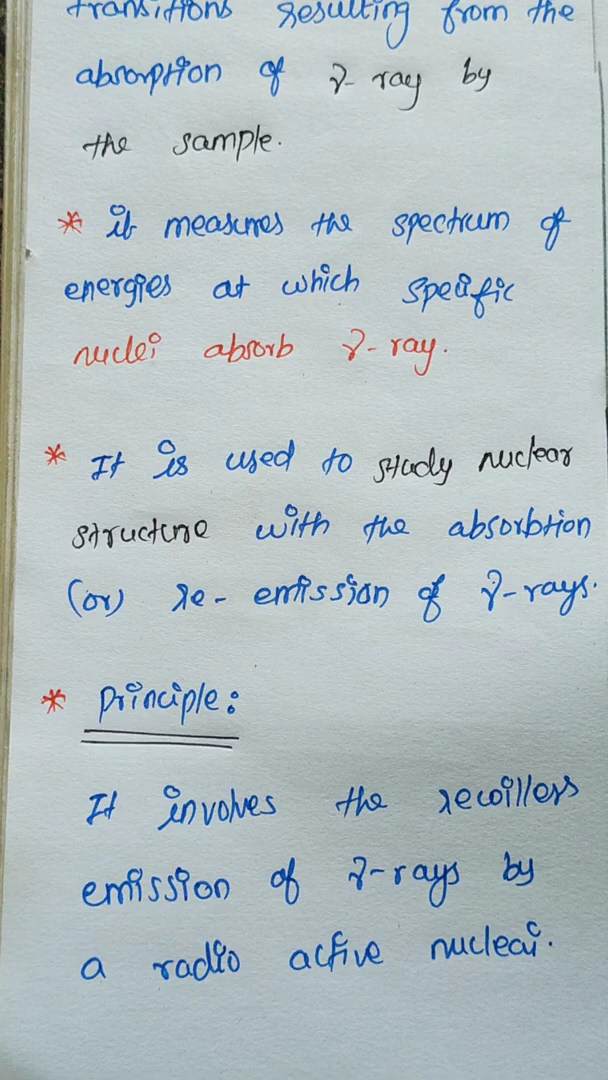 transitions resulting from the
absorption of γ-ray by
the sample.
* it measures the spectrum of
energies at which specific
nuclei absorb γ-ray.
* It is used to study nuclear
structure with the absorbtion
(or) re-emission of γ-rays.
* principle:
It involves the recoilless
emission of γ-rays by
a radio active nucleai.